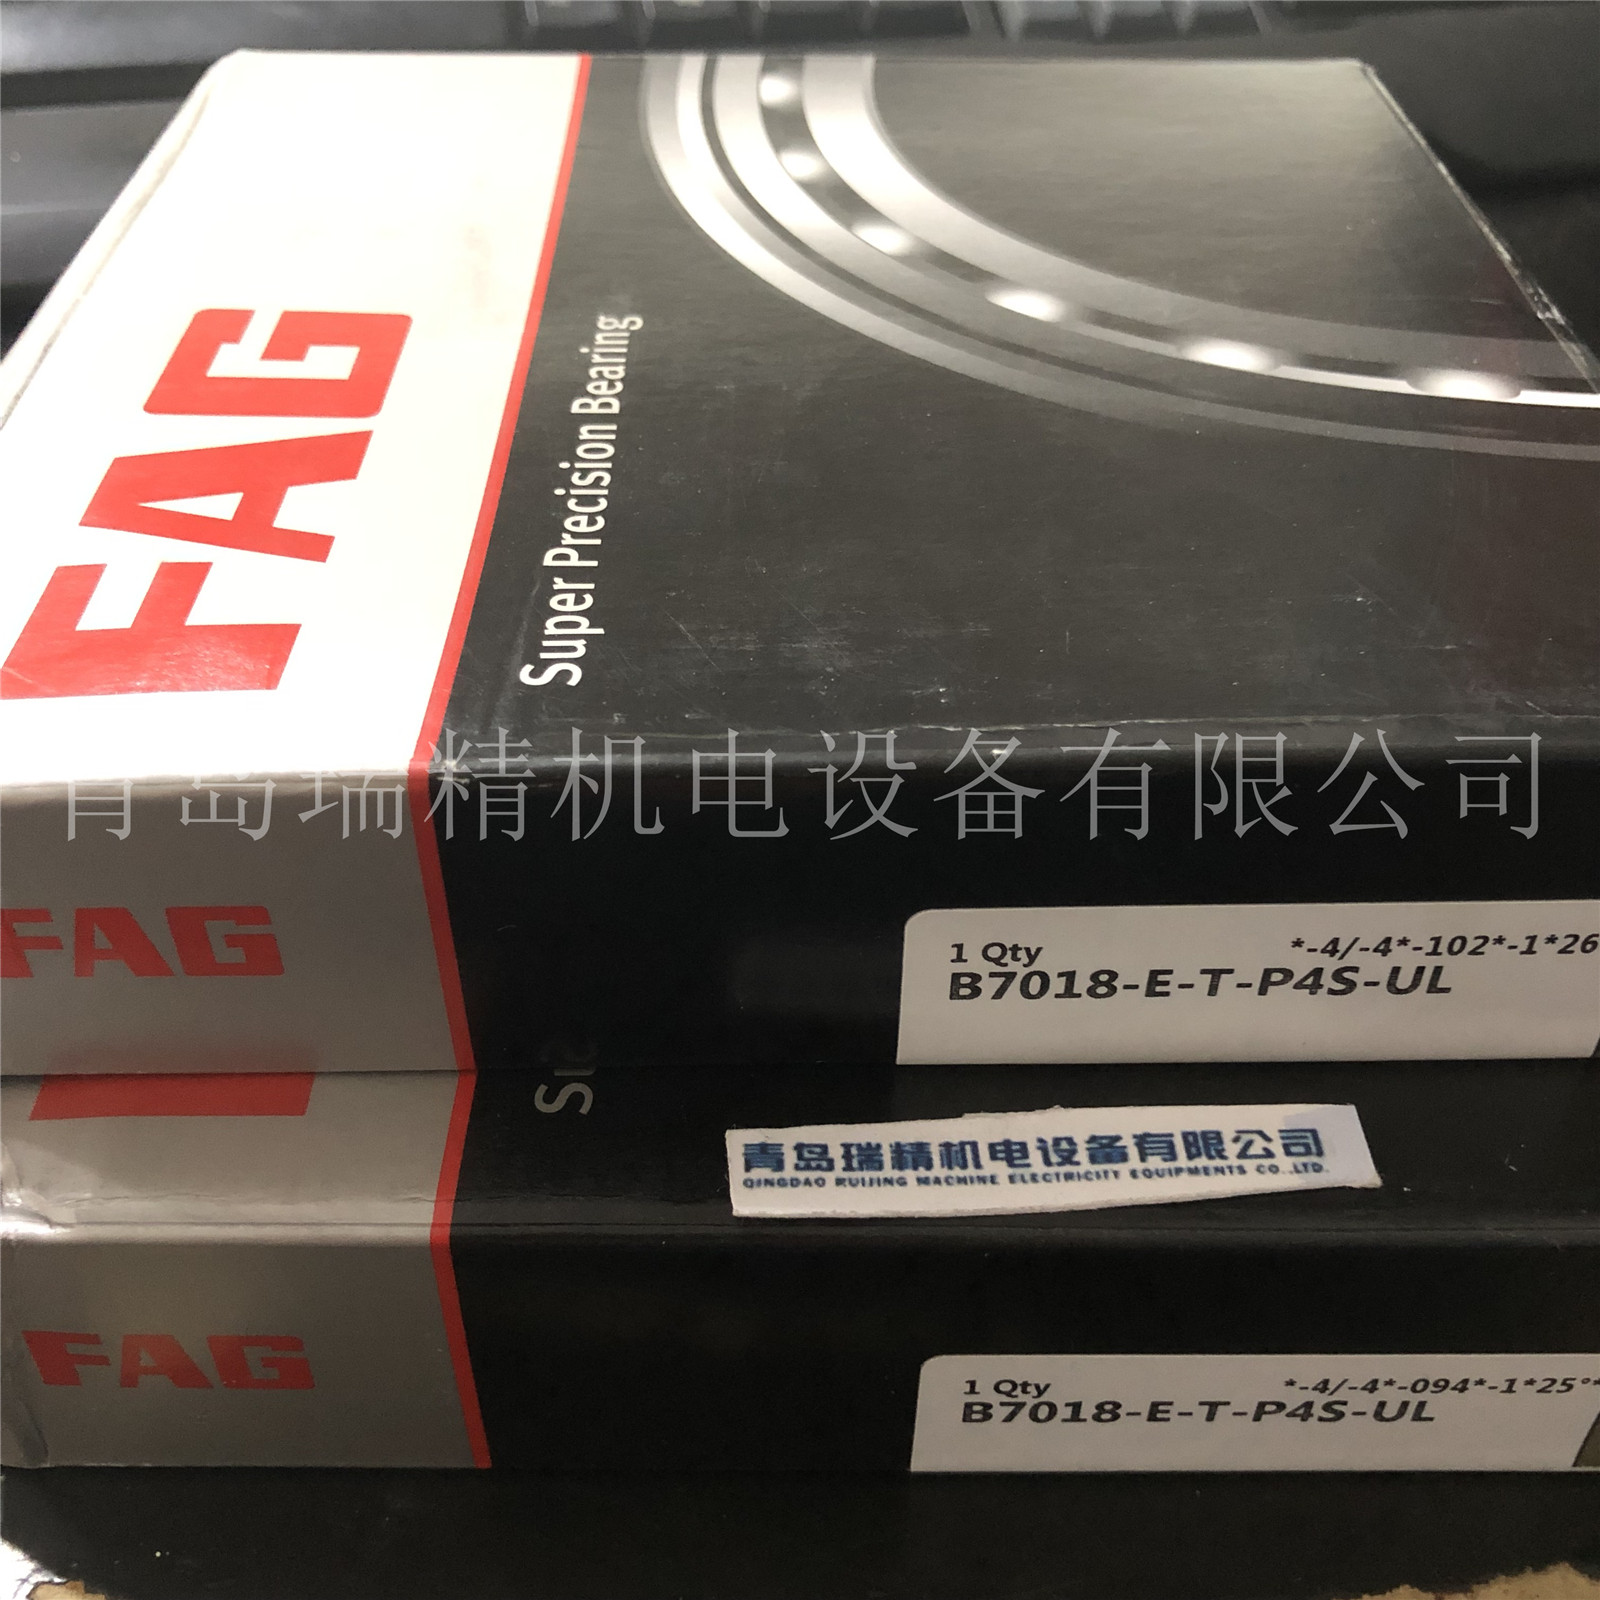 FAG
Super Precision Bearing
青岛瑞精机电设备有限公司
FAG
1 Qty
*-4/-4*-102*-1*26
B7018-E-T-P4S-UL
Su
青岛瑞精机电设备有限公司
QINGDAO RUIJING MACHINE ELECTRICITY EQUIPMENTS CO.,LTD.
FAG
1 Qty
*-4/-4*-094*-1*25°*
B7018-E-T-P4S-UL